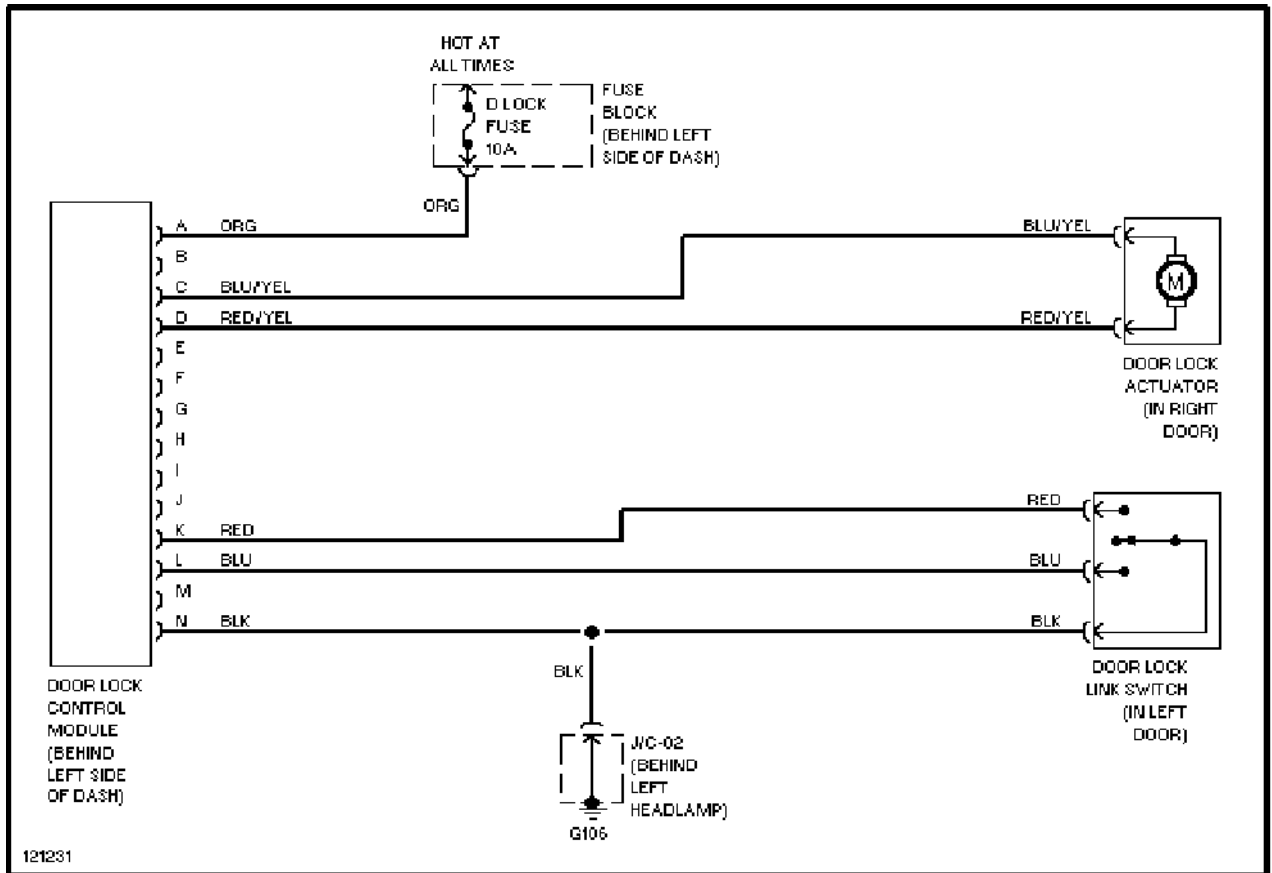 HOT AT
ALL TIMES
D LOCK
FUSE
10A
FUSE
BLOCK
(BEHIND LEFT
SIDE OF DASH)
ORG
A ORG
BLU/YEL
B
C BLU/YEL
D RED/YEL
RED/YEL
E
F
G
H
I
J
M
DOOR LOCK
ACTUATOR
(IN RIGHT
DOOR)
K RED
RED
L BLU
BLU
M
N BLK
BLK
BLK
DOOR LOCK
LINK SWITCH
(IN LEFT
DOOR)
DOOR LOCK
CONTROL
MODULE
(BEHIND
LEFT SIDE
OF DASH)
J/C-02
(BEHIND
LEFT
HEADLAMP)
G106
121231